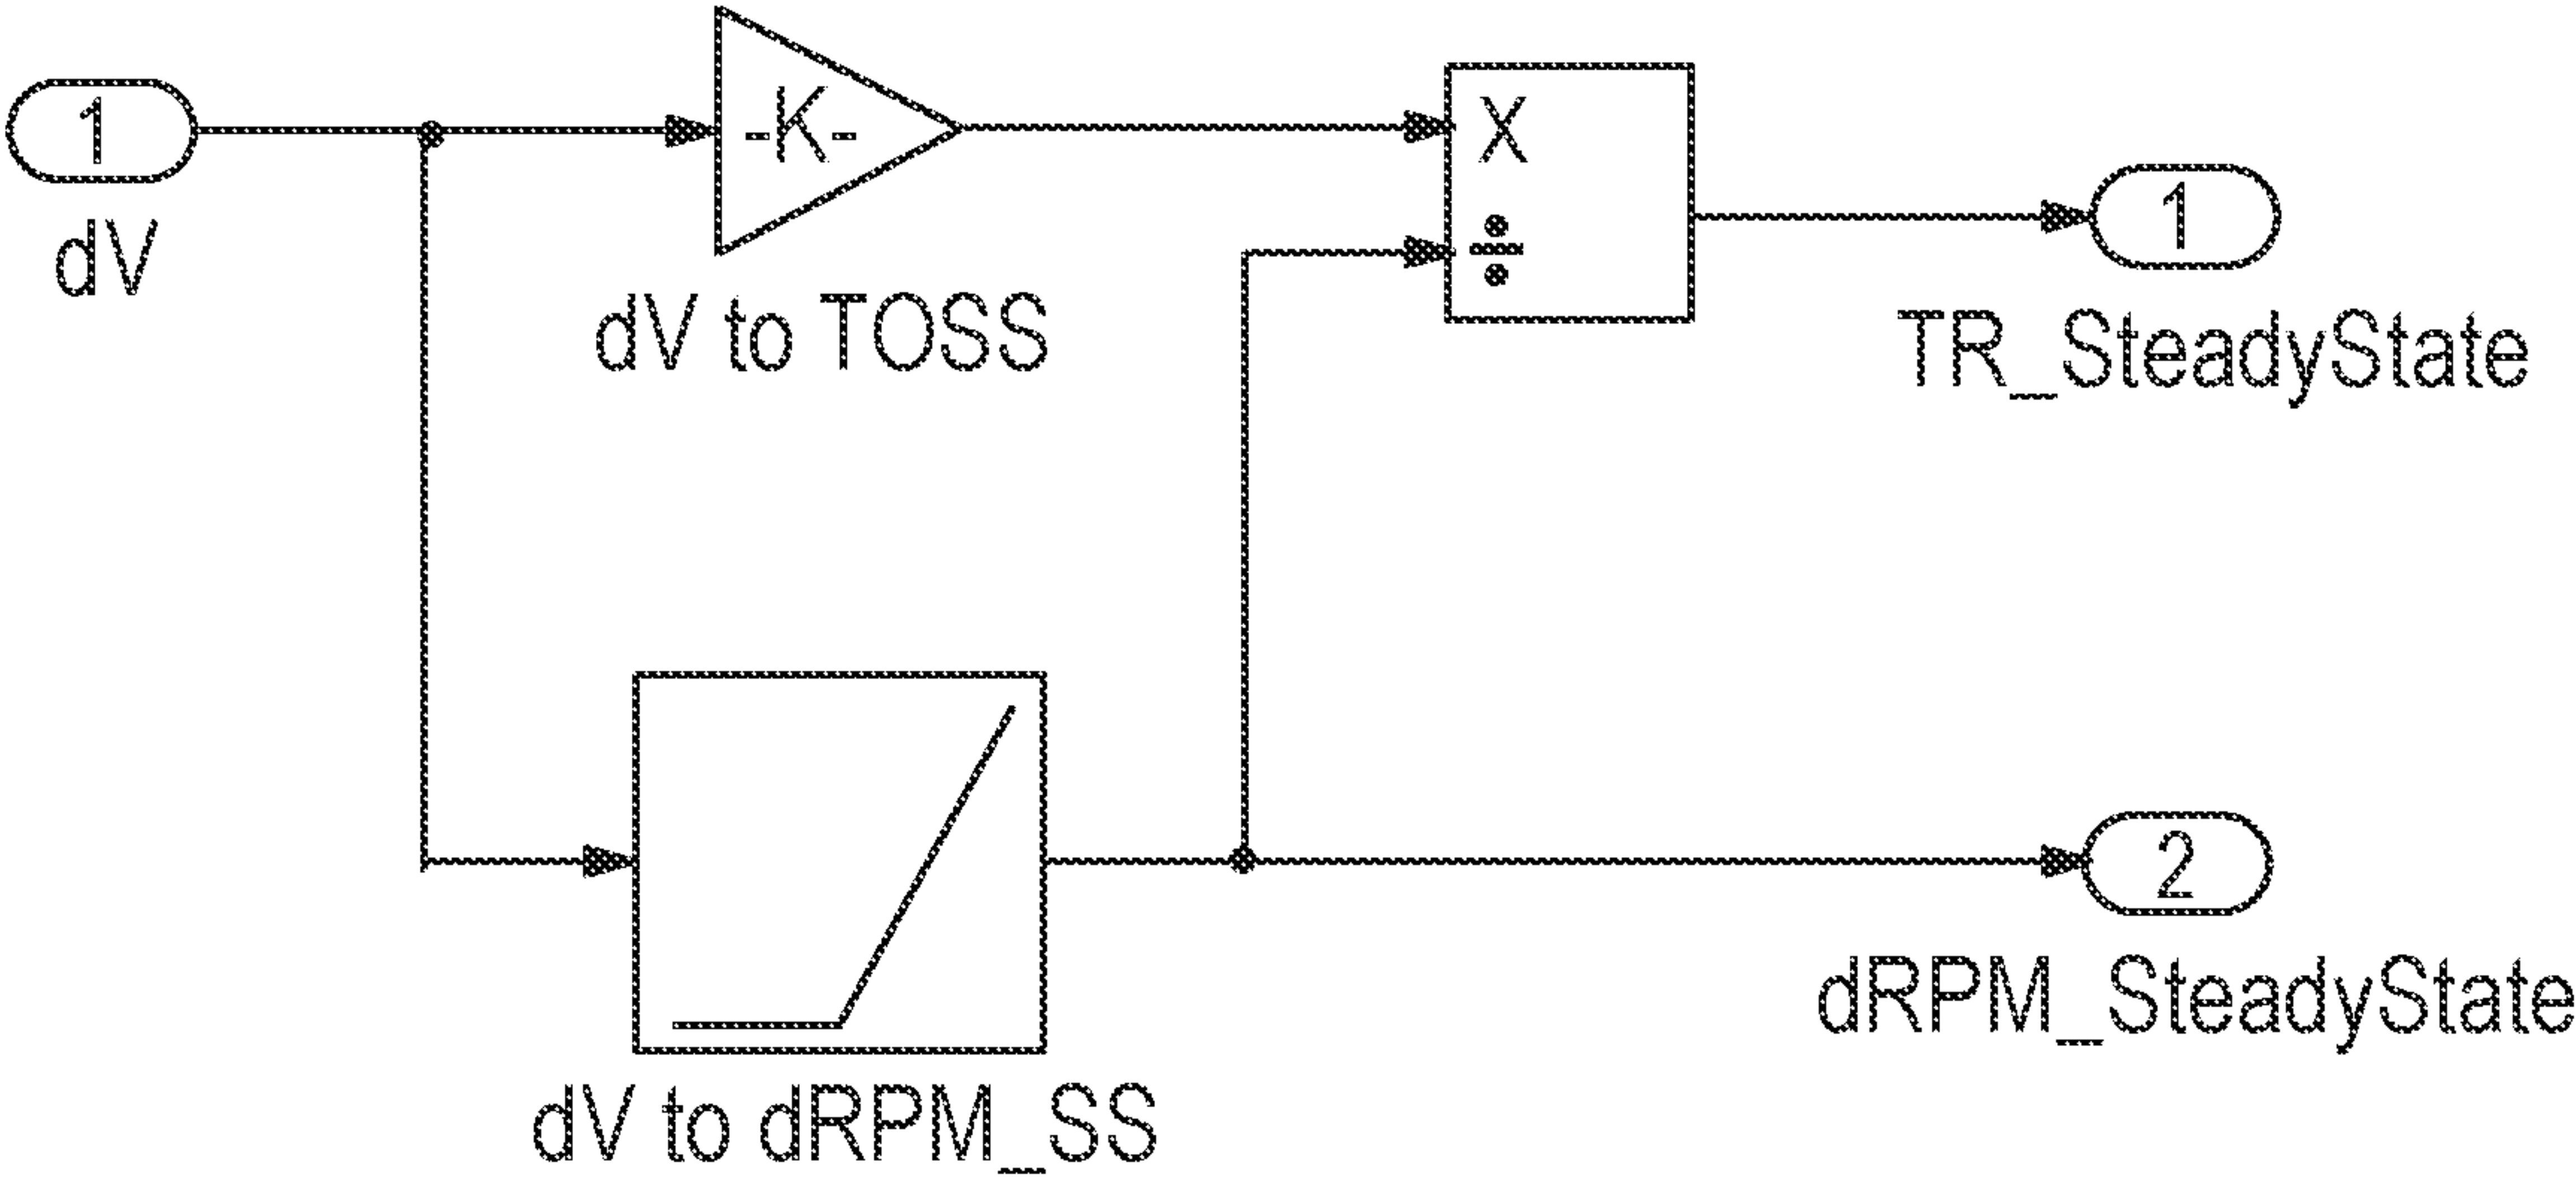 1
dV
-K-
dV to TOSS
X
÷
1
TR_SteadyState
dV to dRPM_SS
2
dRPM_SteadyState